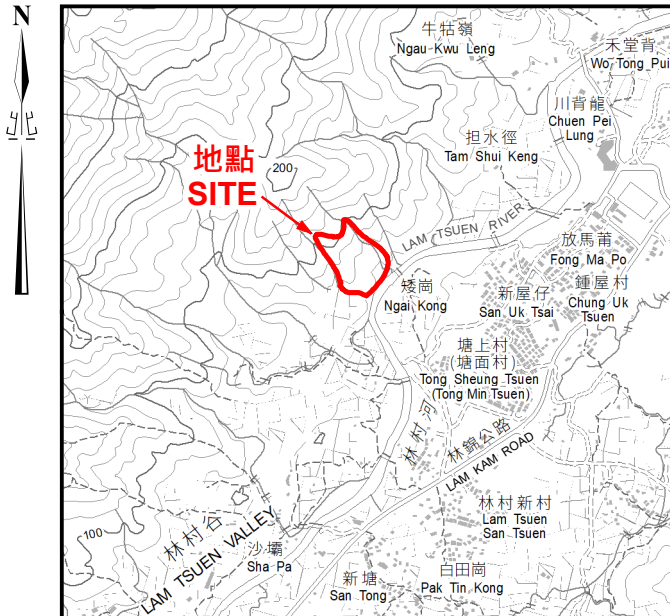 N
北
牛牯嶺
Ngau Kwu Leng
禾堂背
Wo Tong Pui
川背龍
Chuen Pei
Lung
担水徑
Tam Shui Keng
地點
SITE
200
LAM TSUEN RIVER
放馬莆
Fong Ma Po
矮崗
Ngai Kong
新屋仔
San Uk Tsai
鍾屋村
Chung Uk
Tsuen
塘上村
(塘面村)
Tong Sheung Tsuen
(Tong Min Tsuen)
林村河
林錦公路
LAM KAM ROAD
林村新村
Lam Tsuen
San Tsuen
100
林村谷
LAM TSUEN VALLEY
沙壩
Sha Pa
新塘
San Tong
白田崗
Pak Tin Kong